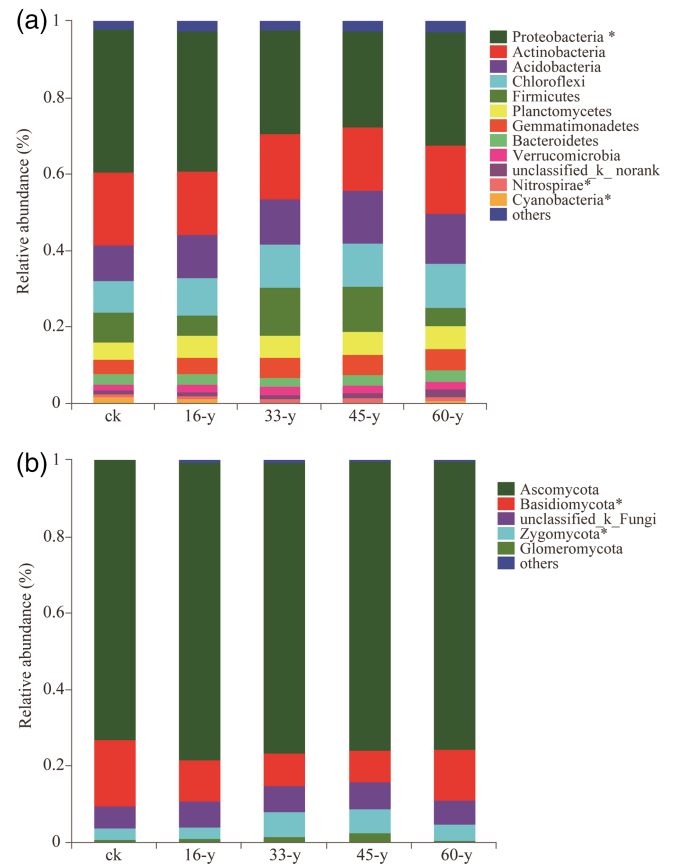 (a)
1
0.8
0.6
0.4
0.2
0
Relative abundance (%)
ck 16-y 33-y 45-y 60-y
Proteobacteria *
Actinobacteria
Acidobacteria
Chloroflexi
Firmicutes
Planctomycetes
Gemmatimonadetes
Bacteroidetes
Verrucomicrobia
unclassified_k_ norank
Nitrospirae*
Cyanobacteria*
others
(b)
1
0.8
0.6
0.4
0.2
0
Relative abundance (%)
ck 16-y 33-y 45-y 60-y
Ascomycota
Basidiomycota*
unclassified_k_Fungi
Zygomycota*
Glomeromycota
others